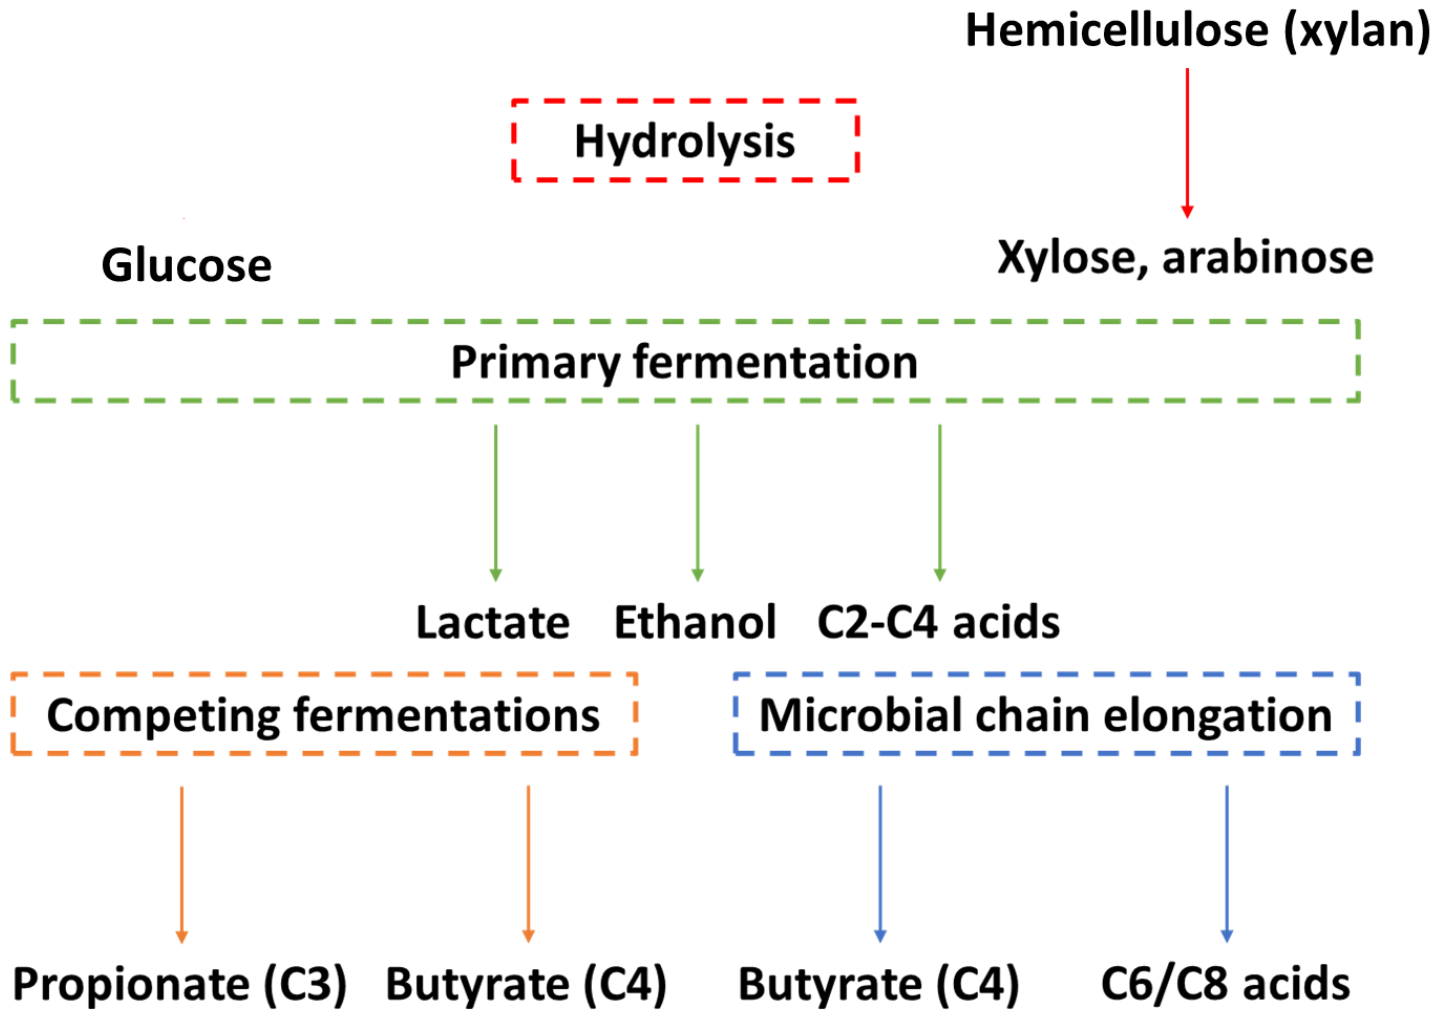 Hemicellulose (xylan)
Hydrolysis
Glucose
Xylose, arabinose
Primary fermentation
Lactate
Ethanol
C2-C4 acids
Competing fermentations
Microbial chain elongation
Propionate (C3)
Butyrate (C4)
Butyrate (C4)
C6/C8 acids